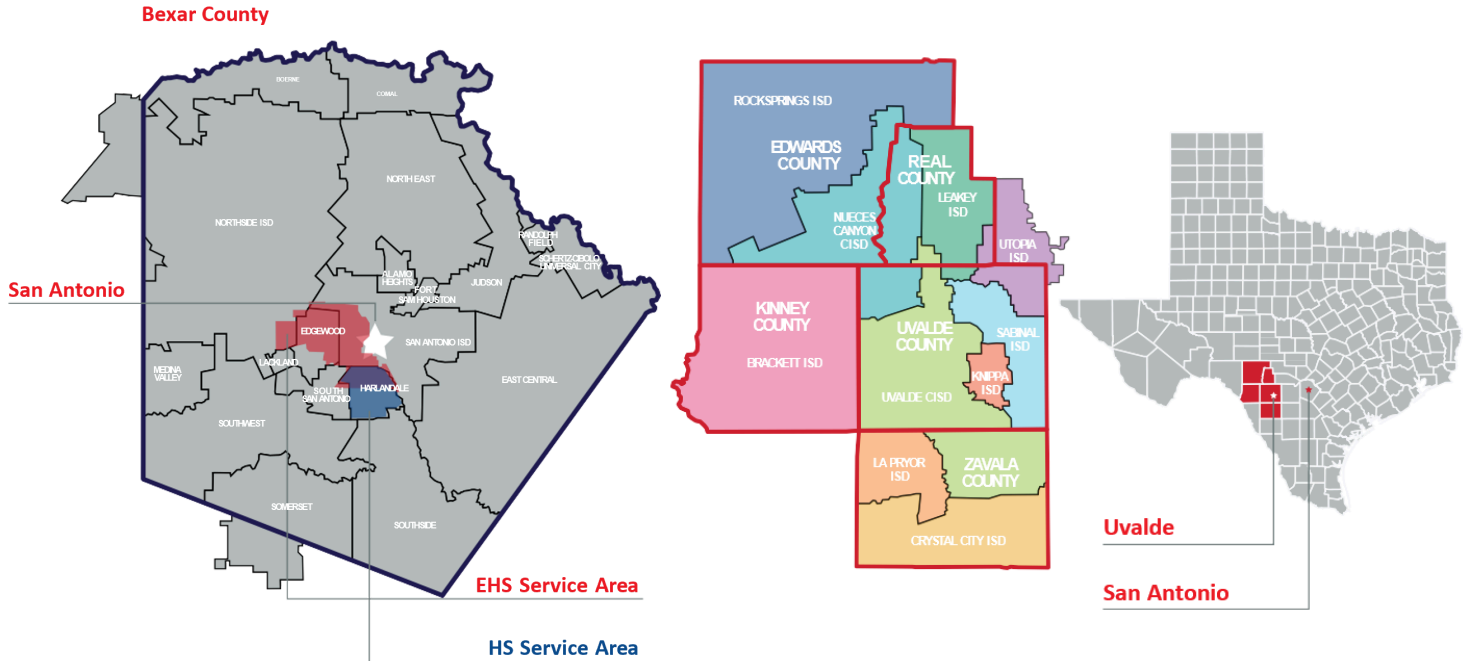 Bexar County
BOERNE
COMAL
NORTH EAST
NORTHSIDE ISD
RANDOLPH
FIELD
SCHERTZ-CIBOLO
UNIVERSAL CITY
ALAMO
HEIGHTS
JUDSON
FORT
SAM HOUSTON
San Antonio
EDGEWOOD
SAN ANTONIO ISD
LACKLAND
MEDINA
VALLEY
EAST CENTRAL
HARLANDALE
SOUTH
SAN ANTONIO
SOUTHWEST
SOMERSET
SOUTHSIDE
EHS Service Area
HS Service Area
ROCKSPRINGS ISD
EDWARDS
COUNTY
REAL
COUNTY
LEAKEY
ISD
NUECES
CANYON
CISD
UTOPIA
ISD
KINNEY
COUNTY
BRACKETT ISD
UVALDE
COUNTY
SABINAL
ISD
KNIPPA
ISD
UVALDE CISD
LA PRYOR
ISD
ZAVALA
COUNTY
CRYSTAL CITY ISD
Uvalde
San Antonio